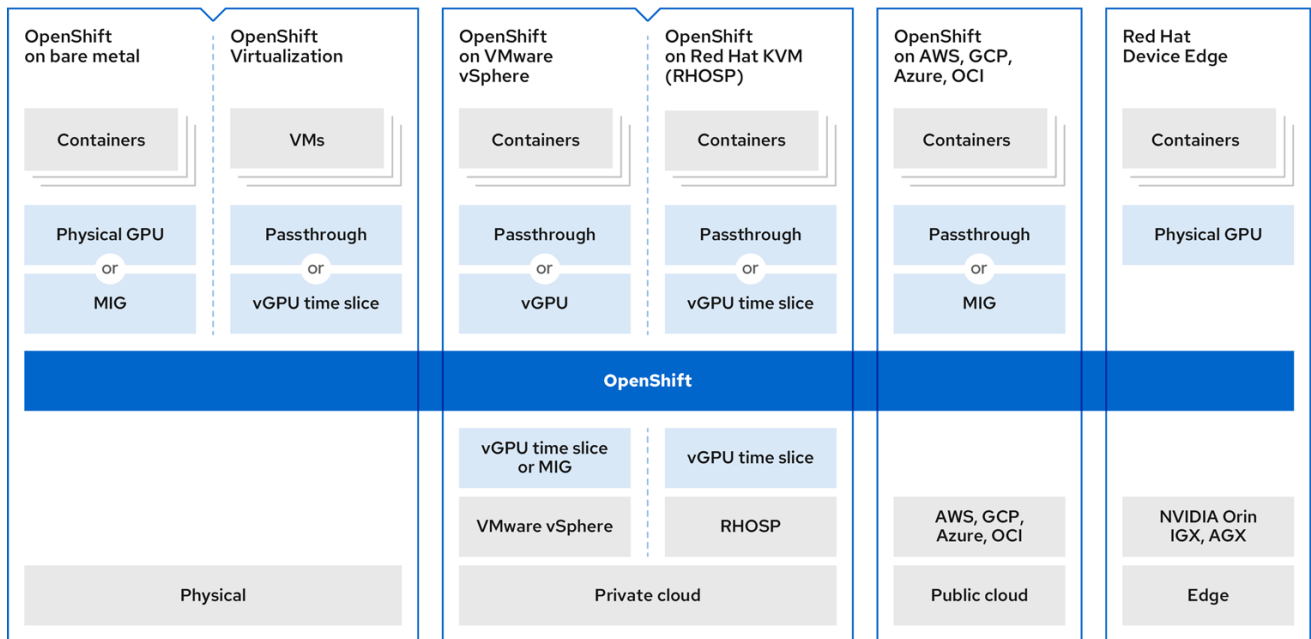 OpenShift
on bare metal
Containers
Physical GPU
or
MIG
OpenShift
Virtualization
VMs
Passthrough
or
vGPU time slice
OpenShift
on VMware
vSphere
Containers
Passthrough
or
vGPU
OpenShift
on Red Hat KVM
(RHOSP)
Containers
Passthrough
or
vGPU time slice
OpenShift
on AWS, GCP,
Azure, OCI
Containers
Passthrough
or
MIG
Red Hat
Device Edge
Containers
Physical GPU
OpenShift
vGPU time slice
or MIG
VMware vSphere
vGPU time slice
RHOSP
AWS, GCP,
Azure, OCI
NVIDIA Orin
IGX, AGX
Physical
Private cloud
Public cloud
Edge